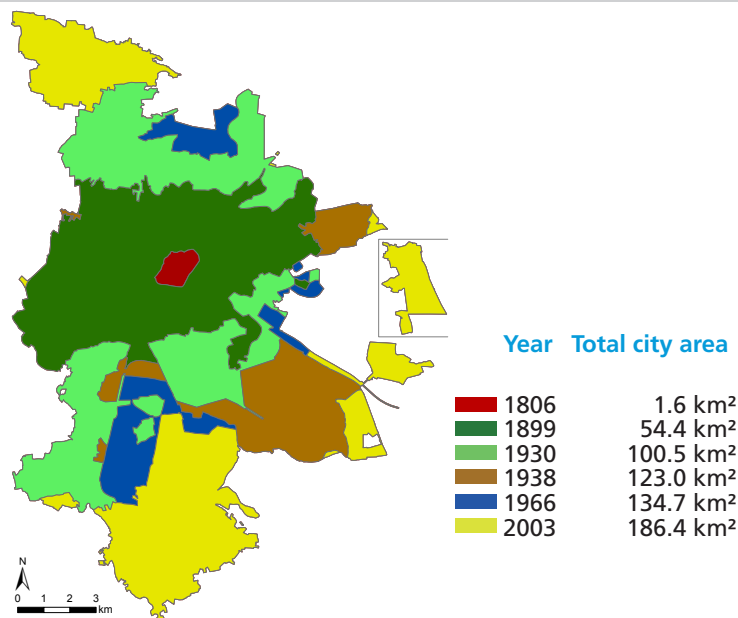 Year Total city area
1806 1.6 km²
1899 54.4 km²
1930 100.5 km²
1938 123.0 km²
1966 134.7 km²
2003 186.4 km²
N
0 1 2 3
km